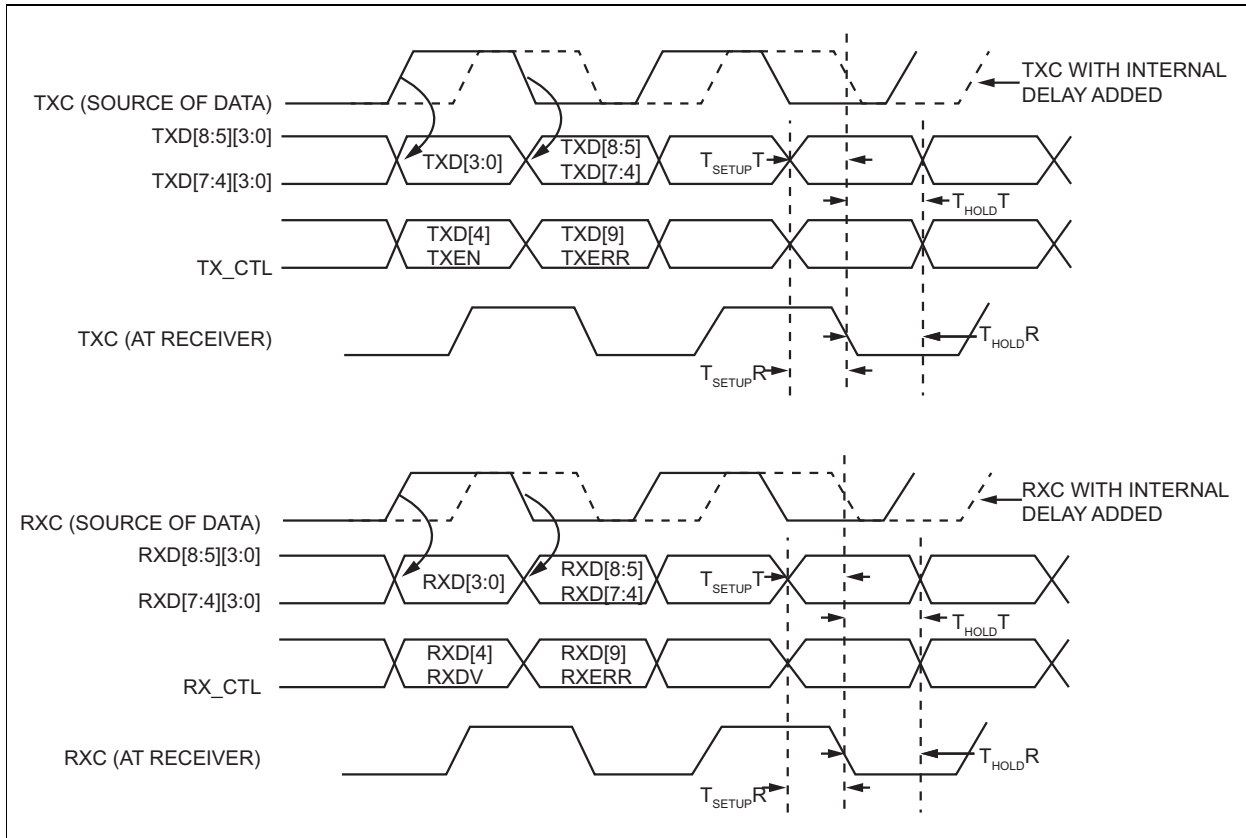 TXC (SOURCE OF DATA)
TXC WITH INTERNAL
DELAY ADDED
TXD[8:5][3:0]
TXD[7:4][3:0]
TXD[3:0]
TXD[8:5]
TXD[7:4]
TSETUPT
THOLDT
TX_CTL
TXD[4]
TXEN
TXD[9]
TXERR
TXC (AT RECEIVER)
THOLDR
TSETUPR
RXC (SOURCE OF DATA)
RXC WITH INTERNAL
DELAY ADDED
RXD[8:5][3:0]
RXD[7:4][3:0]
RXD[3:0]
RXD[8:5]
RXD[7:4]
TSETUPT
THOLDT
RX_CTL
RXD[4]
RXDV
RXD[9]
RXERR
RXC (AT RECEIVER)
THOLDR
TSETUPR